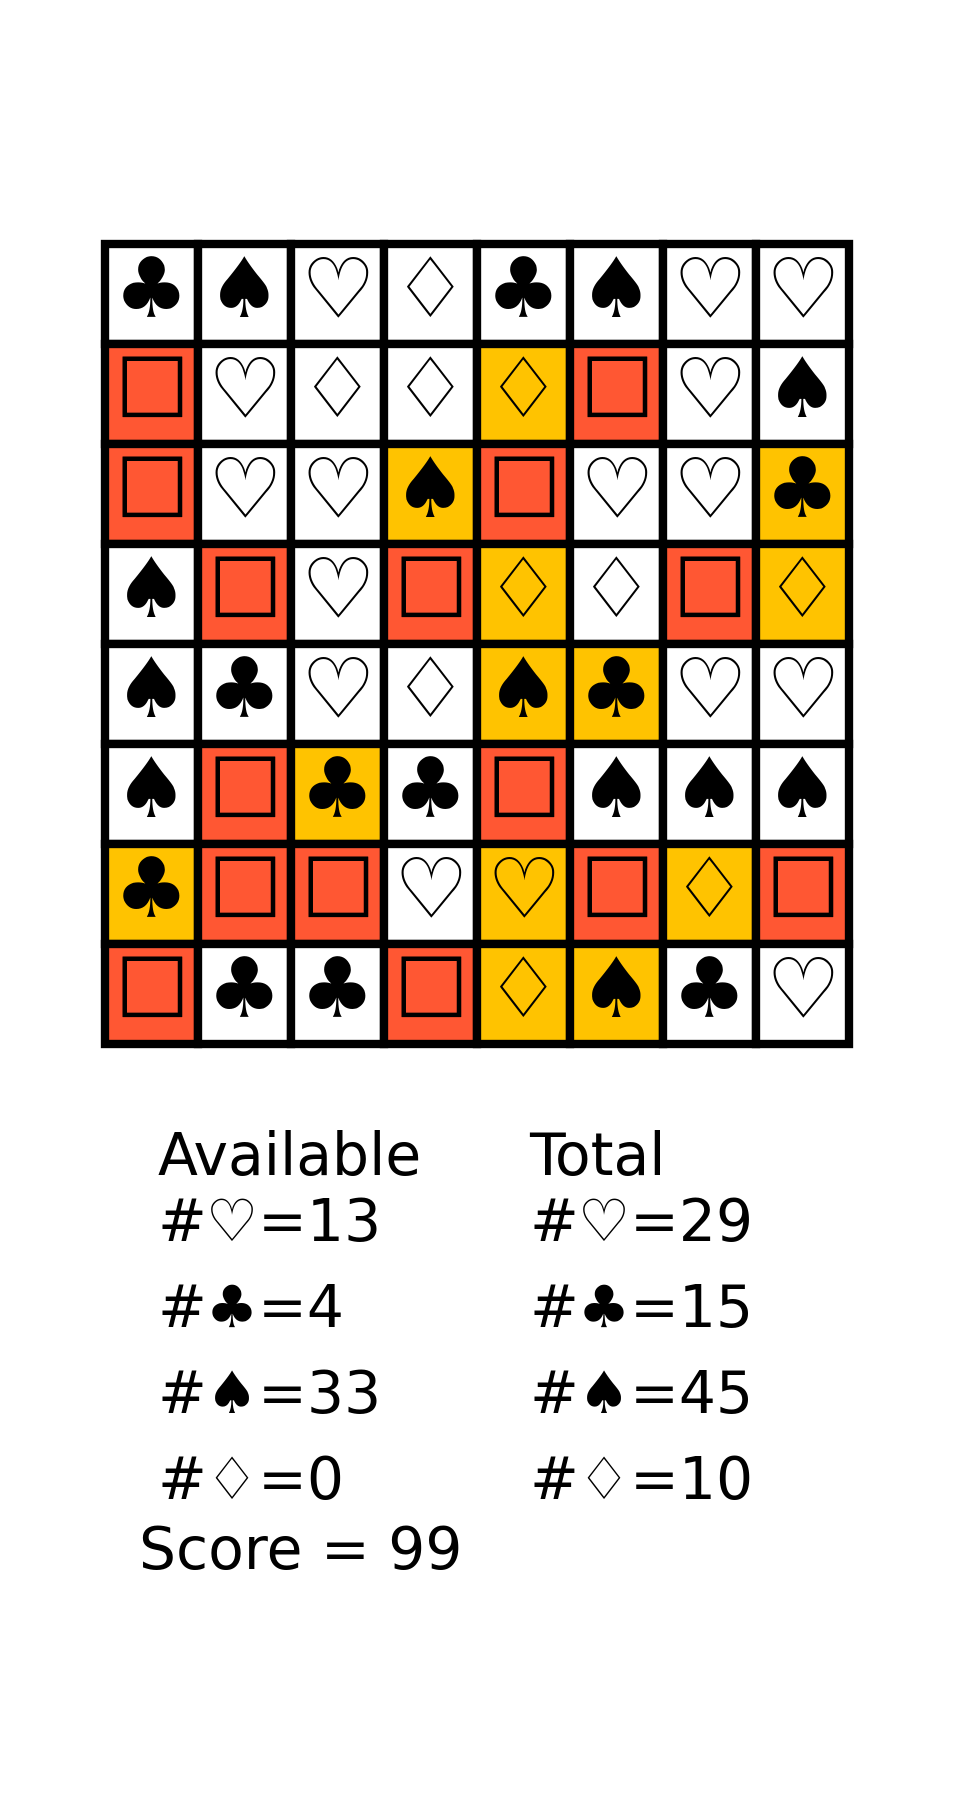 ♣ ♠ ♡ ♢ ♣ ♠ ♡ ♡
□ ♡ ♢ ♢ ♢ □ ♡ ♠
□ ♡ ♡ ♠ □ ♡ ♡ ♣
♠ □ ♡ □ ♢ ♢ □ ♢
♠ ♣ ♡ ♢ ♠ ♣ ♡ ♡
♠ □ ♣ ♣ □ ♠ ♠ ♠
♣ □ □ ♡ ♡ □ ♢ □
□ ♣ ♣ □ ♢ ♠ ♣ ♡
Available Total
#♡=13 #♡=29
#♣=4 #♣=15
#♠=33 #♠=45
#♢=0 #♢=10
Score = 99